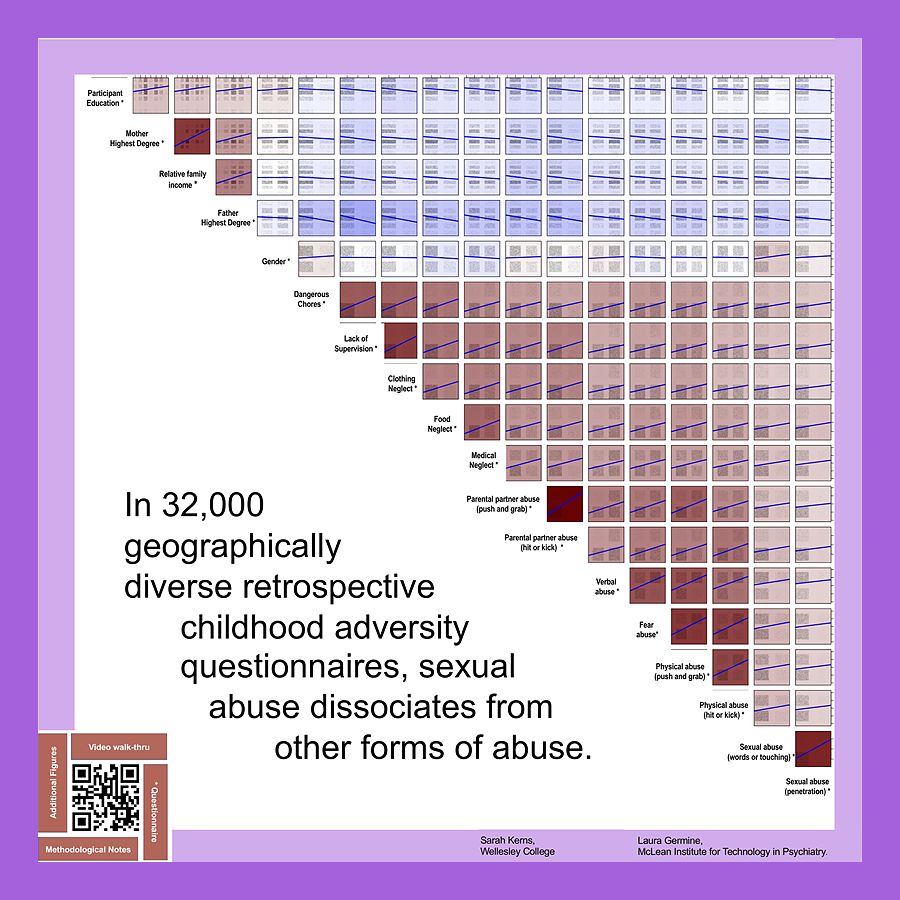 Participant
Education *
Mother
Highest Degree *
Relative family
income *
Father
Highest Degree *
Gender *
Dangerous
Chores *
Lack of
Supervision *
Clothing
Neglect *
Food
Neglect *
Medical
Neglect *
Parental partner abuse
(push and grab) *
Parental partner abuse
(hit or kick) *
Verbal
abuse *
Fear
abuse*
Physical abuse
(push and grab) *
Physical abuse
(hit or kick) *
Sexual abuse
(words or touching) *
Sexual abuse
(penetration) *
In 32,000
geographically
diverse retrospective
childhood adversity
questionnaires, sexual
abuse dissociates from
other forms of abuse.
Video walk-thru
Additional Figures
* Questionnaire
Methodological Notes
Sarah Kerns,
Wellesley College
Laura Germine,
McLean Institute for Technology in Psychiatry.